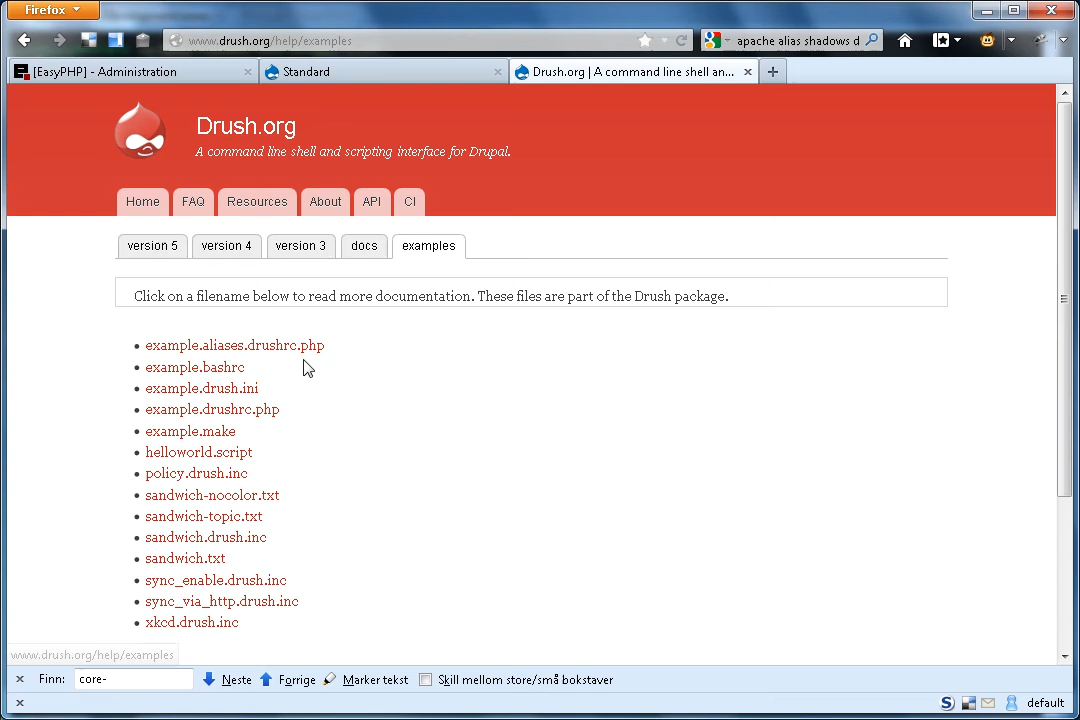 Firefox
www.drush.org/help/examples
apache alias shadows d
[EasyPHP] - Administration
Standard
Drush.org | A command line shell an...
Drush.org
A command line shell and scripting interface for Drupal.
Home FAQ Resources About API CI
version 5 version 4 version 3 docs examples
Click on a filename below to read more documentation. These files are part of the Drush package.
example.aliases.drushrc.php
example.bashrc
example.drush.ini
example.drushrc.php
example.make
helloworld.script
policy.drush.inc
sandwich-nocolor.txt
sandwich-topic.txt
sandwich.drush.inc
sandwich.txt
sync_enable.drush.inc
sync_via_http.drush.inc
xkcd.drush.inc
www.drush.org/help/examples
Finn: core- Neste Forrige Marker tekst Skill mellom store/små bokstaver
default